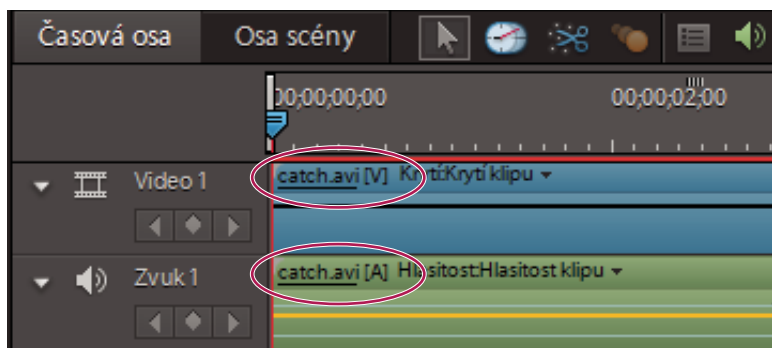 Časová osa Osa scény
00;00;00;00 00;00;02;00
Video 1 catch.avi [V] Krytí:Krytí klipu
Zvuk 1 catch.avi [A] Hlasitost:Hlasitost klipu